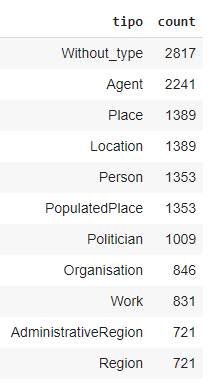 tipo count
Without_type 2817
Agent 2241
Place 1389
Location 1389
Person 1353
PopulatedPlace 1353
Politician 1009
Organisation 846
Work 831
AdministrativeRegion 721
Region 721